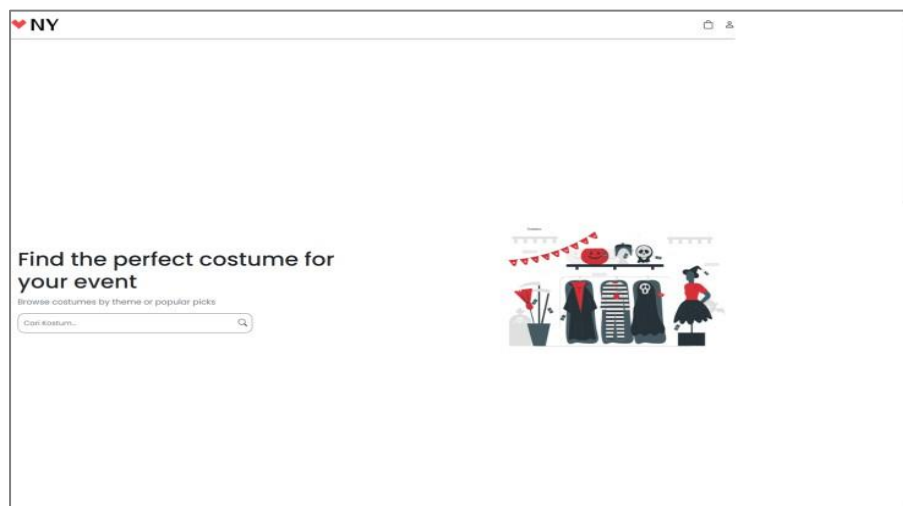 NY
Find the perfect costume for
your event
Browse costumes by theme or popular picks
Cari Kostum...